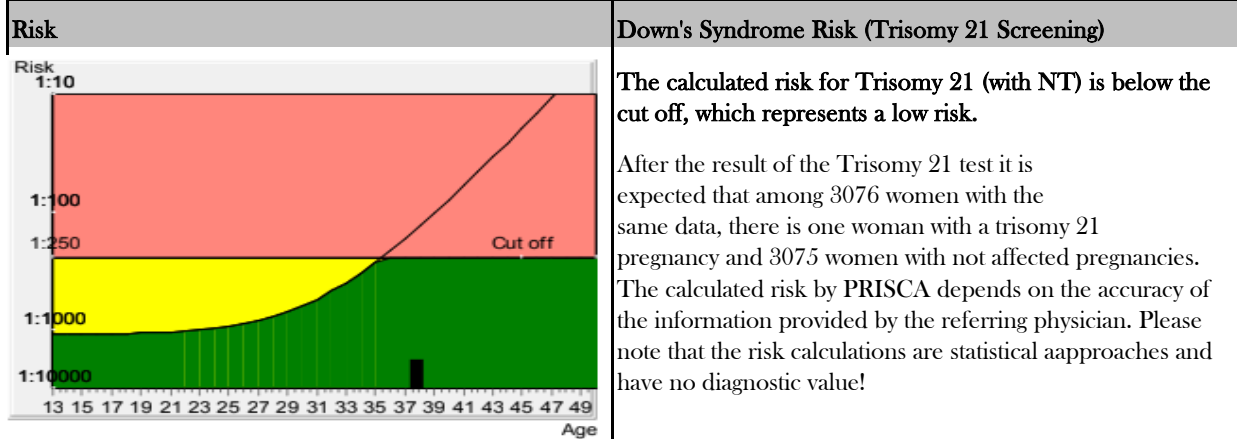 Risk
Down's Syndrome Risk (Trisomy 21 Screening)
Risk
1:10
1:100
1:250
Cut off
1:1000
1:10000
13 15 17 19 21 23 25 27 29 31 33 35 37 39 41 43 45 47 49
Age
The calculated risk for Trisomy 21 (with NT) is below the
cut off, which represents a low risk.
After the result of the Trisomy 21 test it is
expected that among 3076 women with the
same data, there is one woman with a trisomy 21
pregnancy and 3075 women with not affected pregnancies.
The calculated risk by PRISCA depends on the accuracy of
the information provided by the referring physician. Please
note that the risk calculations are statistical aapproaches and
have no diagnostic value!